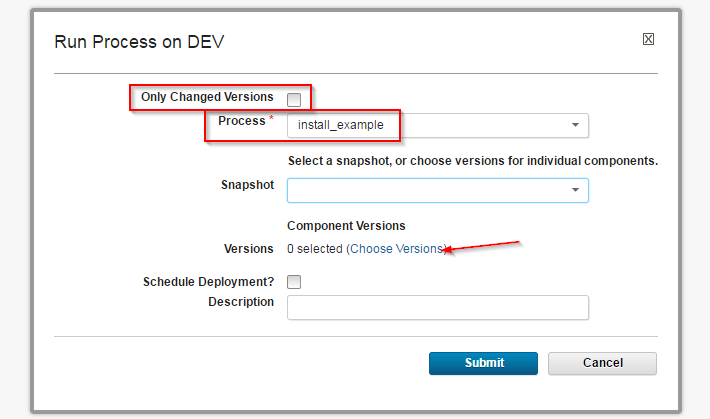 Run Process on DEV
Only Changed Versions
Process * install_example
Select a snapshot, or choose versions for individual components.
Snapshot
Component Versions
Versions 0 selected (Choose Versions)
Schedule Deployment?
Description
Submit Cancel